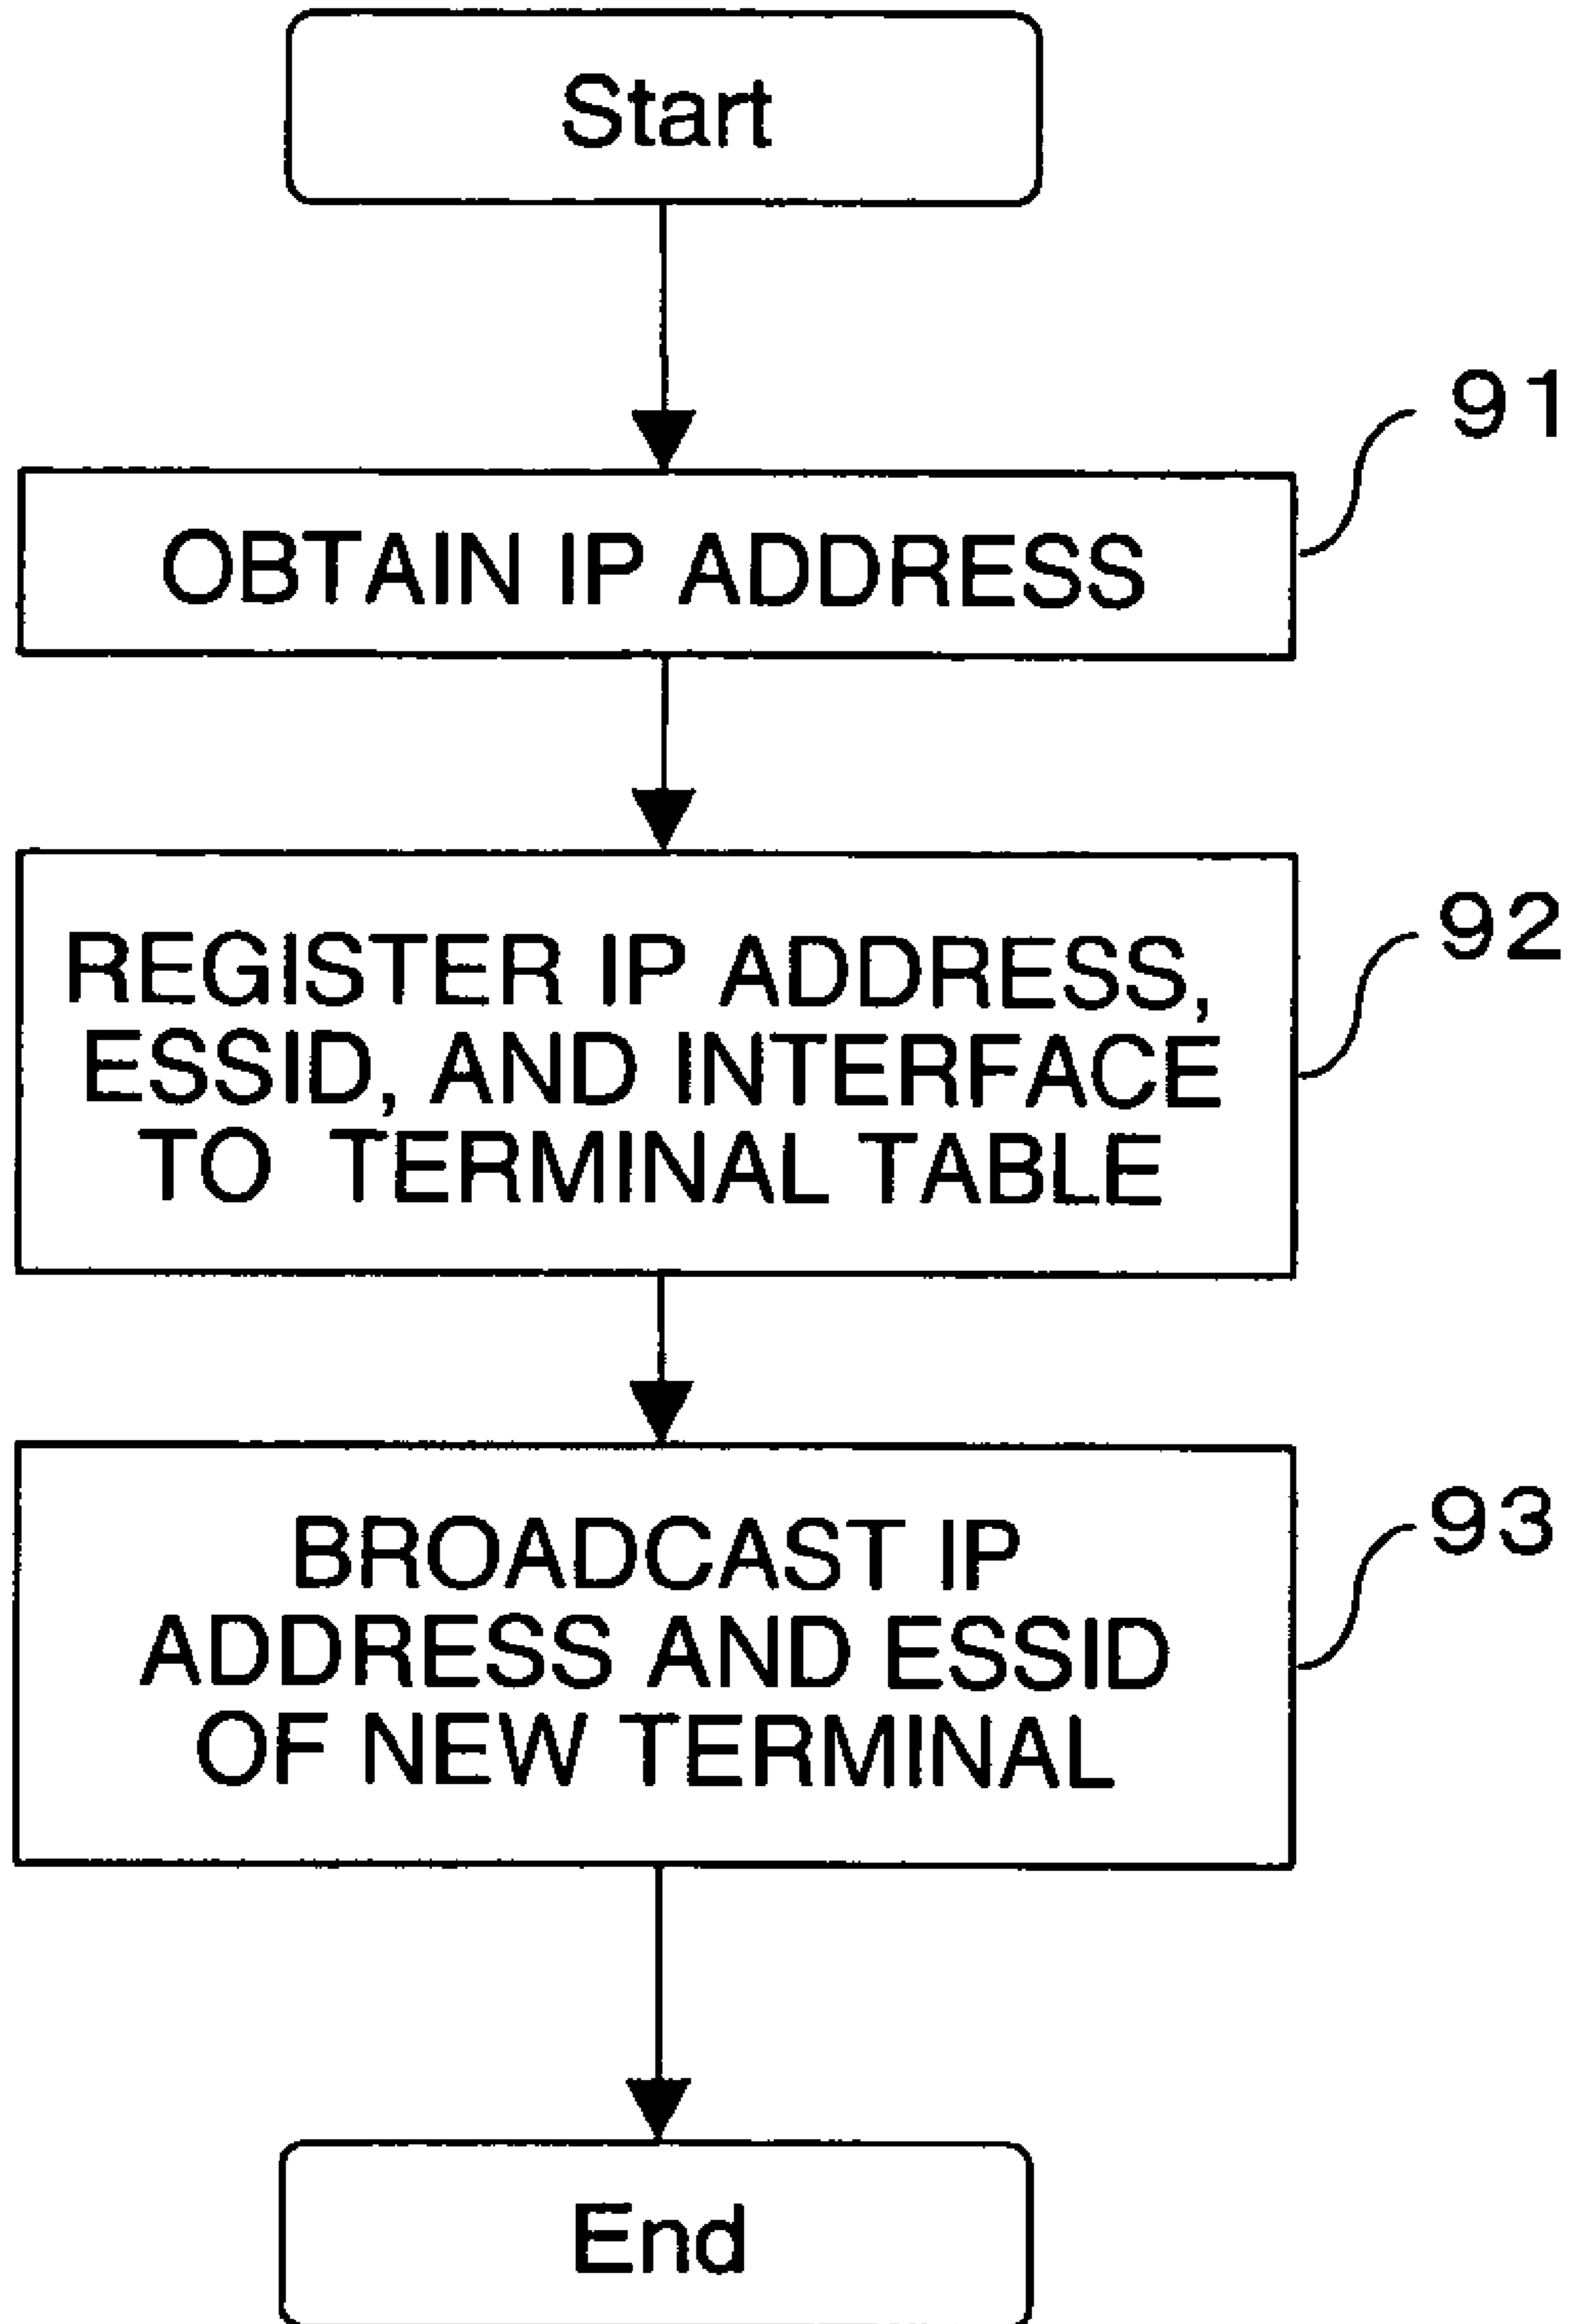 Start
91
OBTAIN IP ADDRESS
92
REGISTER IP ADDRESS,
ESSID, AND INTERFACE
TO TERMINAL TABLE
93
BROADCAST IP
ADDRESS AND ESSID
OF NEW TERMINAL
End